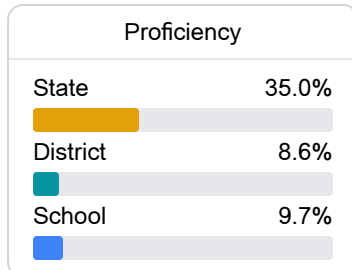 Proficiency
State 35.0%
District 8.6%
School 9.7%